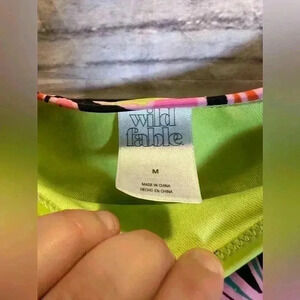 wild
fable
M
MADE IN CHINA
HECHO EN CHINA